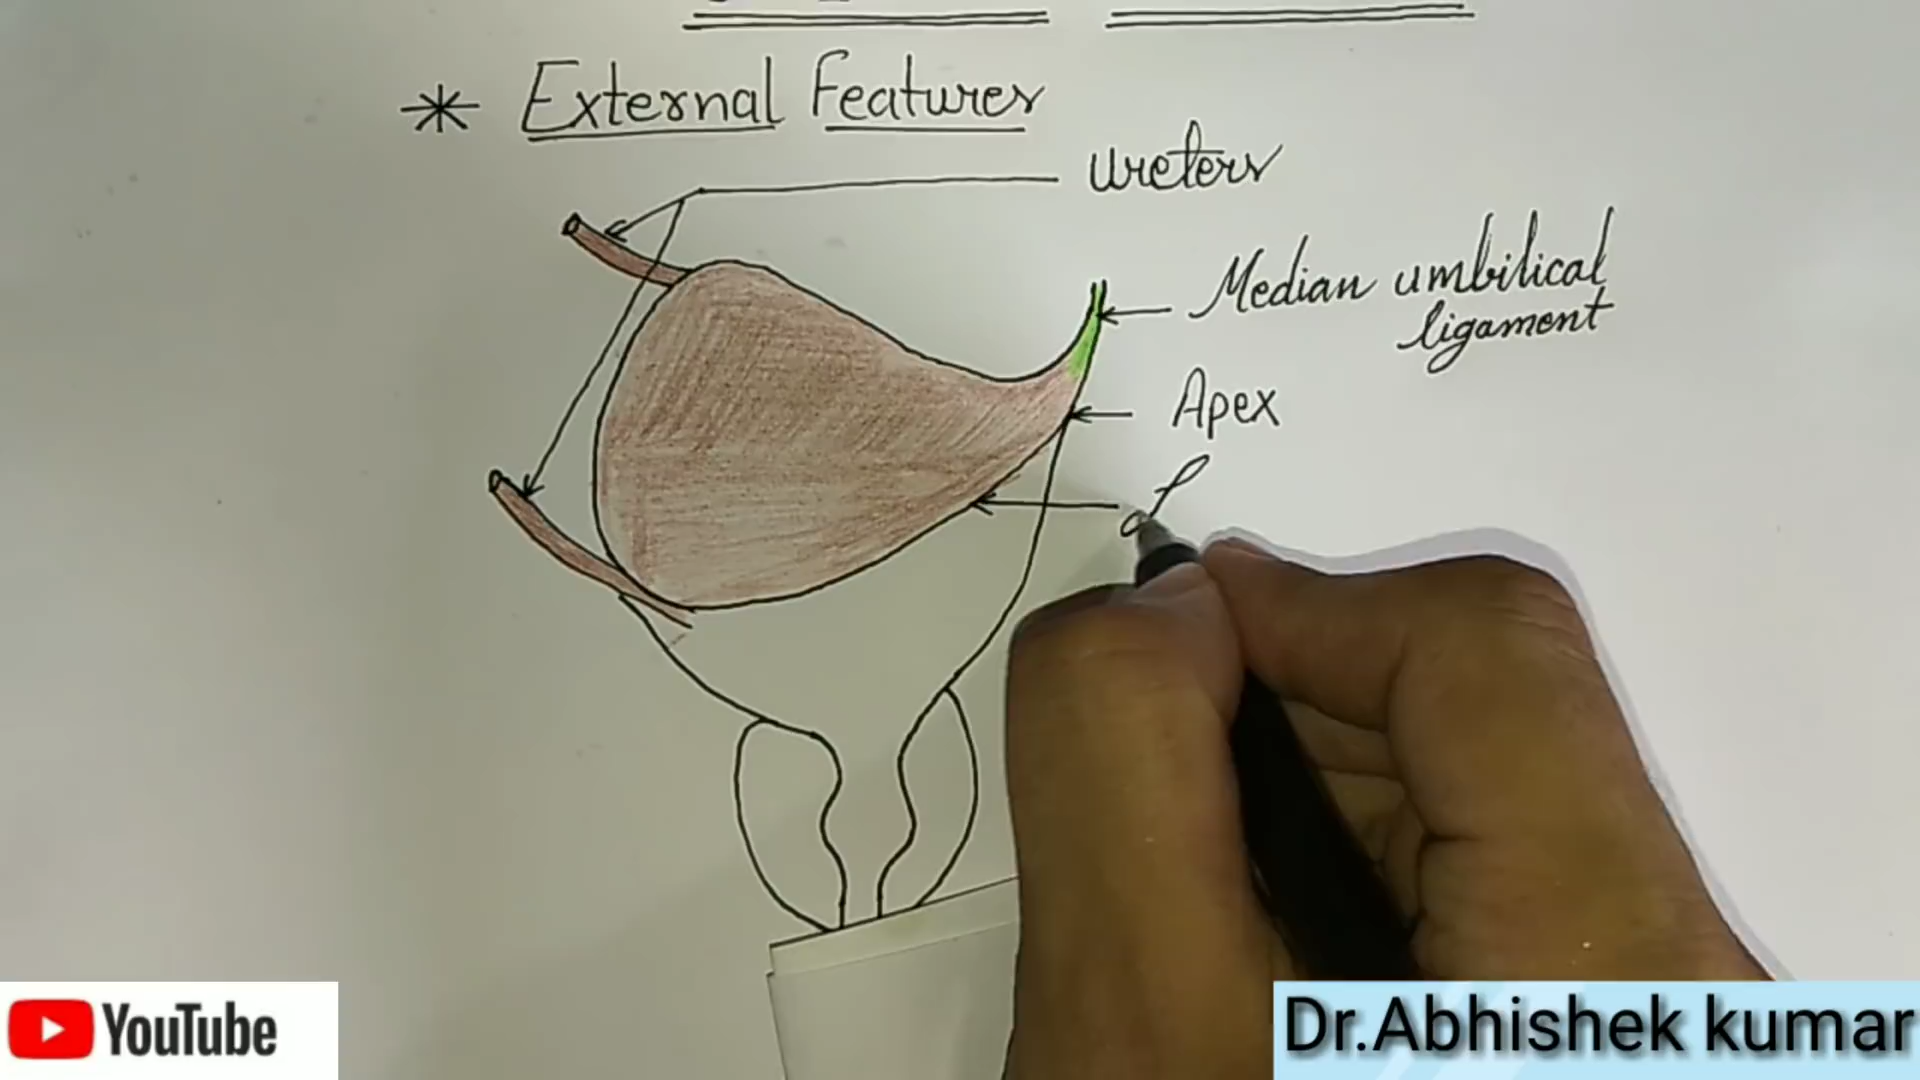 * External Features
ureters
Median umbilical
ligament
Apex
YouTube
Dr.Abhishek kumar